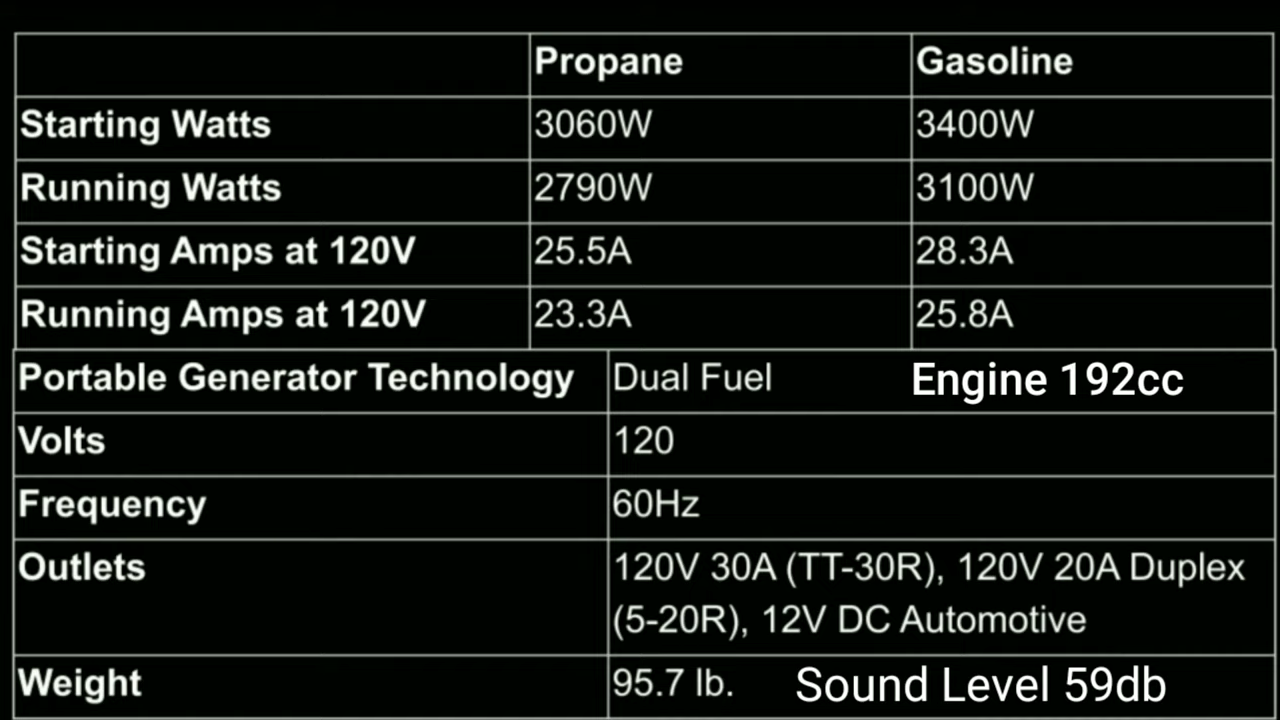 Propane Gasoline
Starting Watts 3060W 3400W
Running Watts 2790W 3100W
Starting Amps at 120V 25.5A 28.3A
Running Amps at 120V 23.3A 25.8A
Portable Generator Technology Dual Fuel Engine 192cc
Volts 120
Frequency 60Hz
Outlets 120V 30A (TT-30R), 120V 20A Duplex
(5-20R), 12V DC Automotive
Weight 95.7 lb. Sound Level 59db